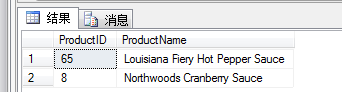 结果 消息
ProductID ProductName
1 65 Louisiana Fiery Hot Pepper Sauce
2 8 Northwoods Cranberry Sauce